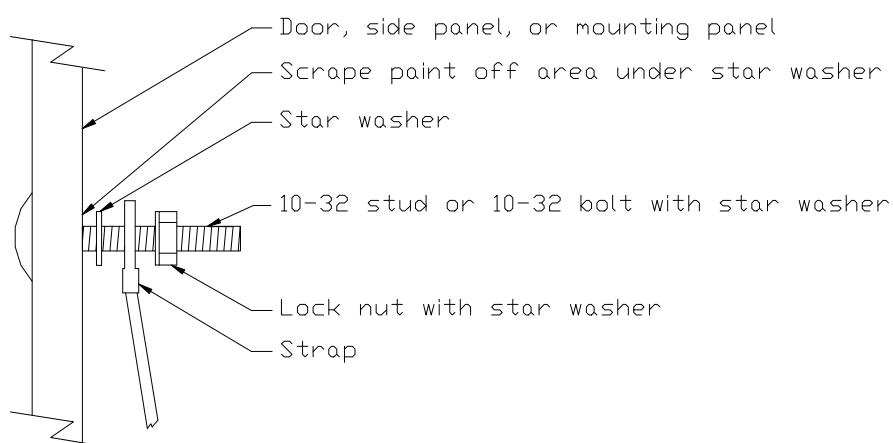 Door, side panel, or mounting panel
Scrape paint off area under star washer
Star washer
10-32 stud or 10-32 bolt with star washer
Lock nut with star washer
Strap